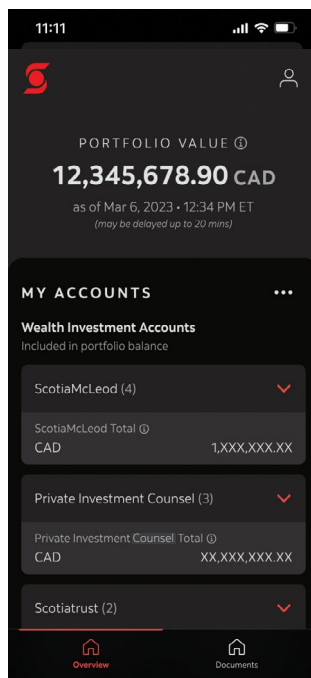 11:11
PORTFOLIO VALUE
12,345,678.90 CAD
as of Mar 6, 2023 • 12:34 PM ET
(may be delayed up to 20 mins)
MY ACCOUNTS
Wealth Investment Accounts
Included in portfolio balance
ScotiaMcLeod (4)
ScotiaMcLeod Total
CAD 1,XXX,XXX.XX
Private Investment Counsel (3)
Private Investment Counsel Total
CAD XX,XXX,XXX.XX
Scotiatrust (2)
Overview Documents